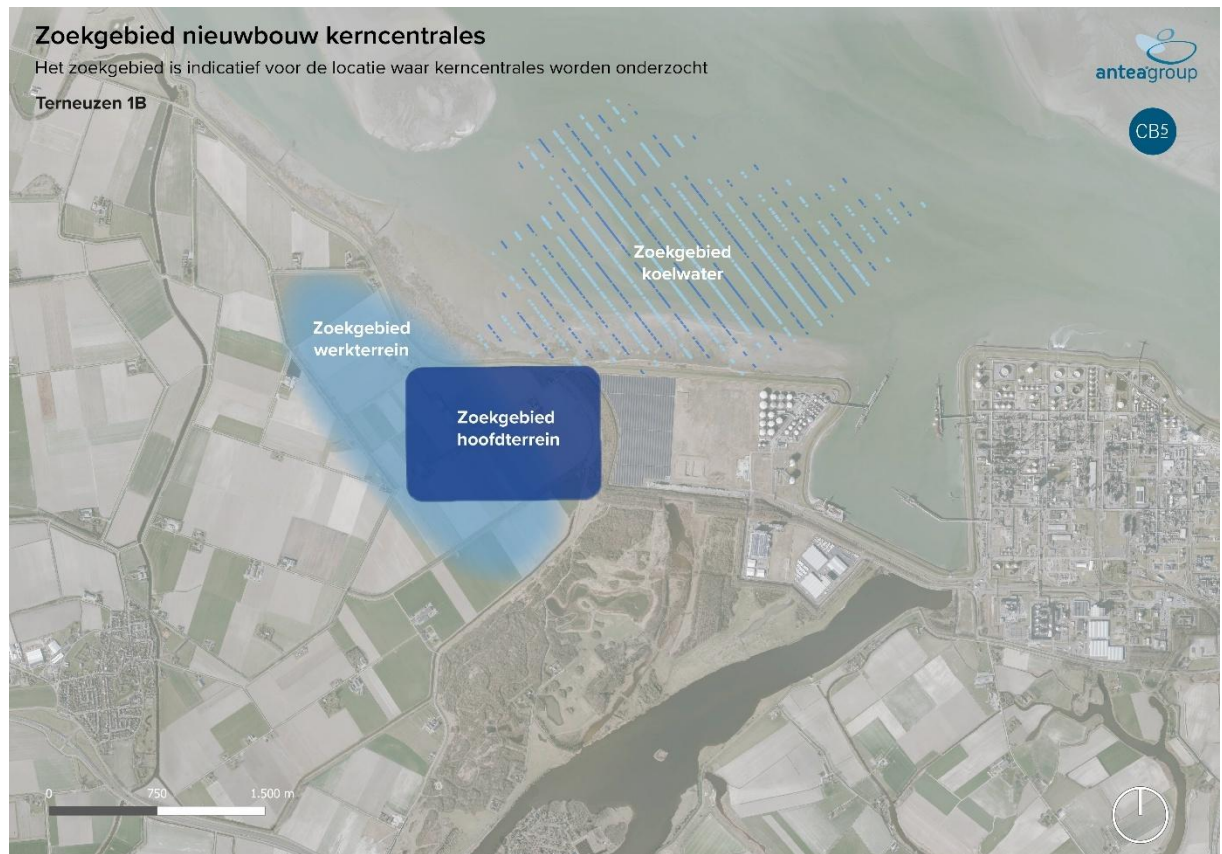 Zoekgebied nieuwbouw kerncentrales
Het zoekgebied is indicatief voor de locatie waar kerncentrales worden onderzocht
Terneuzen 1B
anteagroup
CB5
Zoekgebied
koelwater
Zoekgebied
werkterrein
Zoekgebied
hoofdterrein
0 750 1.500 m